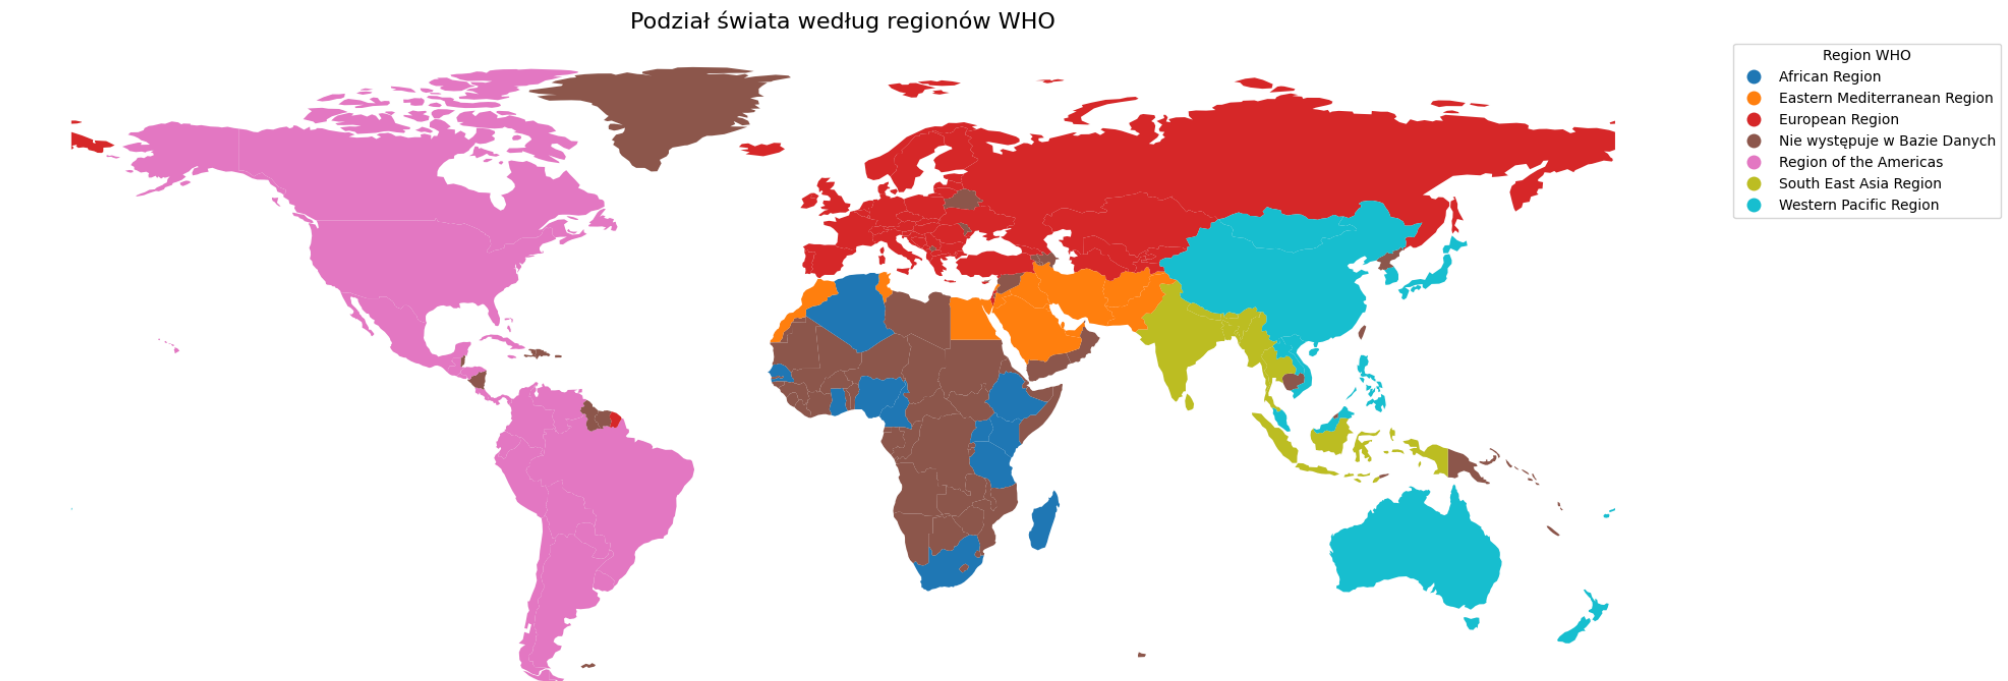 Podział świata według regionów WHO
Region WHO
African Region
Eastern Mediterranean Region
European Region
Nie występuje w Bazie Danych
Region of the Americas
South East Asia Region
Western Pacific Region